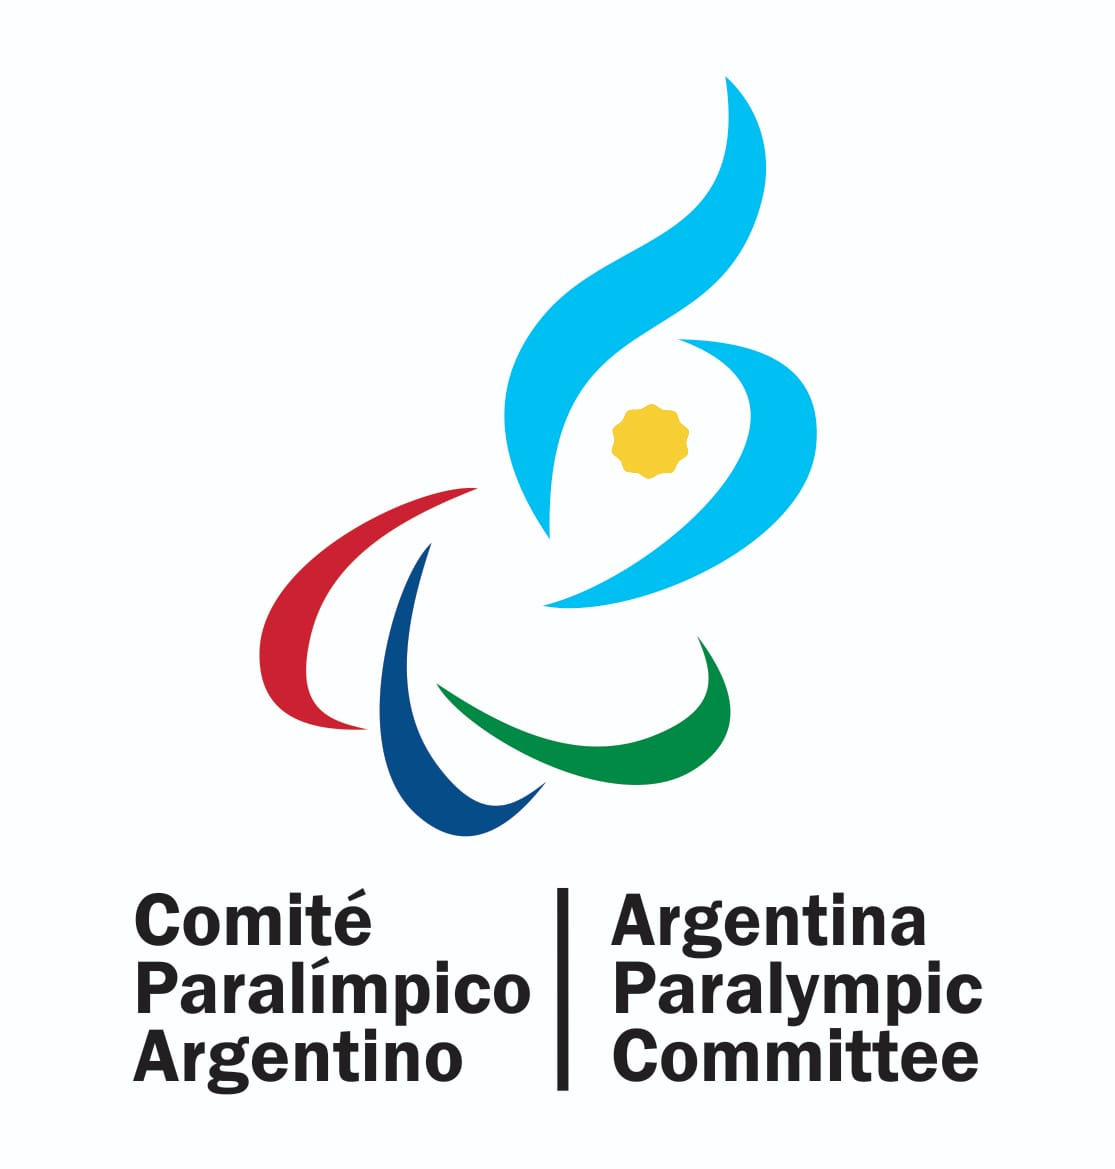 Comité
Paralímpico
Argentino
Argentina
Paralympic
Committee